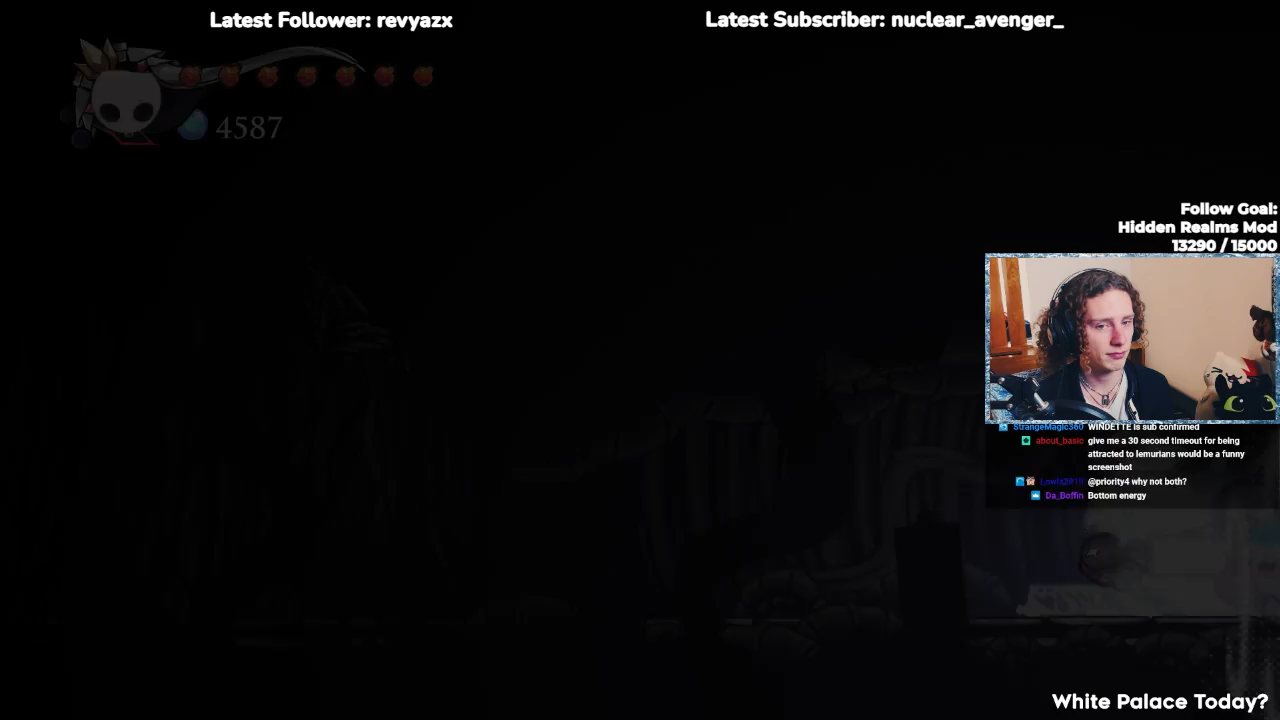 Latest Follower: revyazx
Latest Subscriber: nuclear_avenger_
4587
Follow Goal:
Hidden Realms Mod
13290 / 15000
StrangeMagic360 WINDETTE is sub confirmed
about_basic give me a 30 second timeout for being
attracted to lemurians would be a funny
screenshot
@priority4 why not both?
Da_Boffin Bottom energy
White Palace Today?